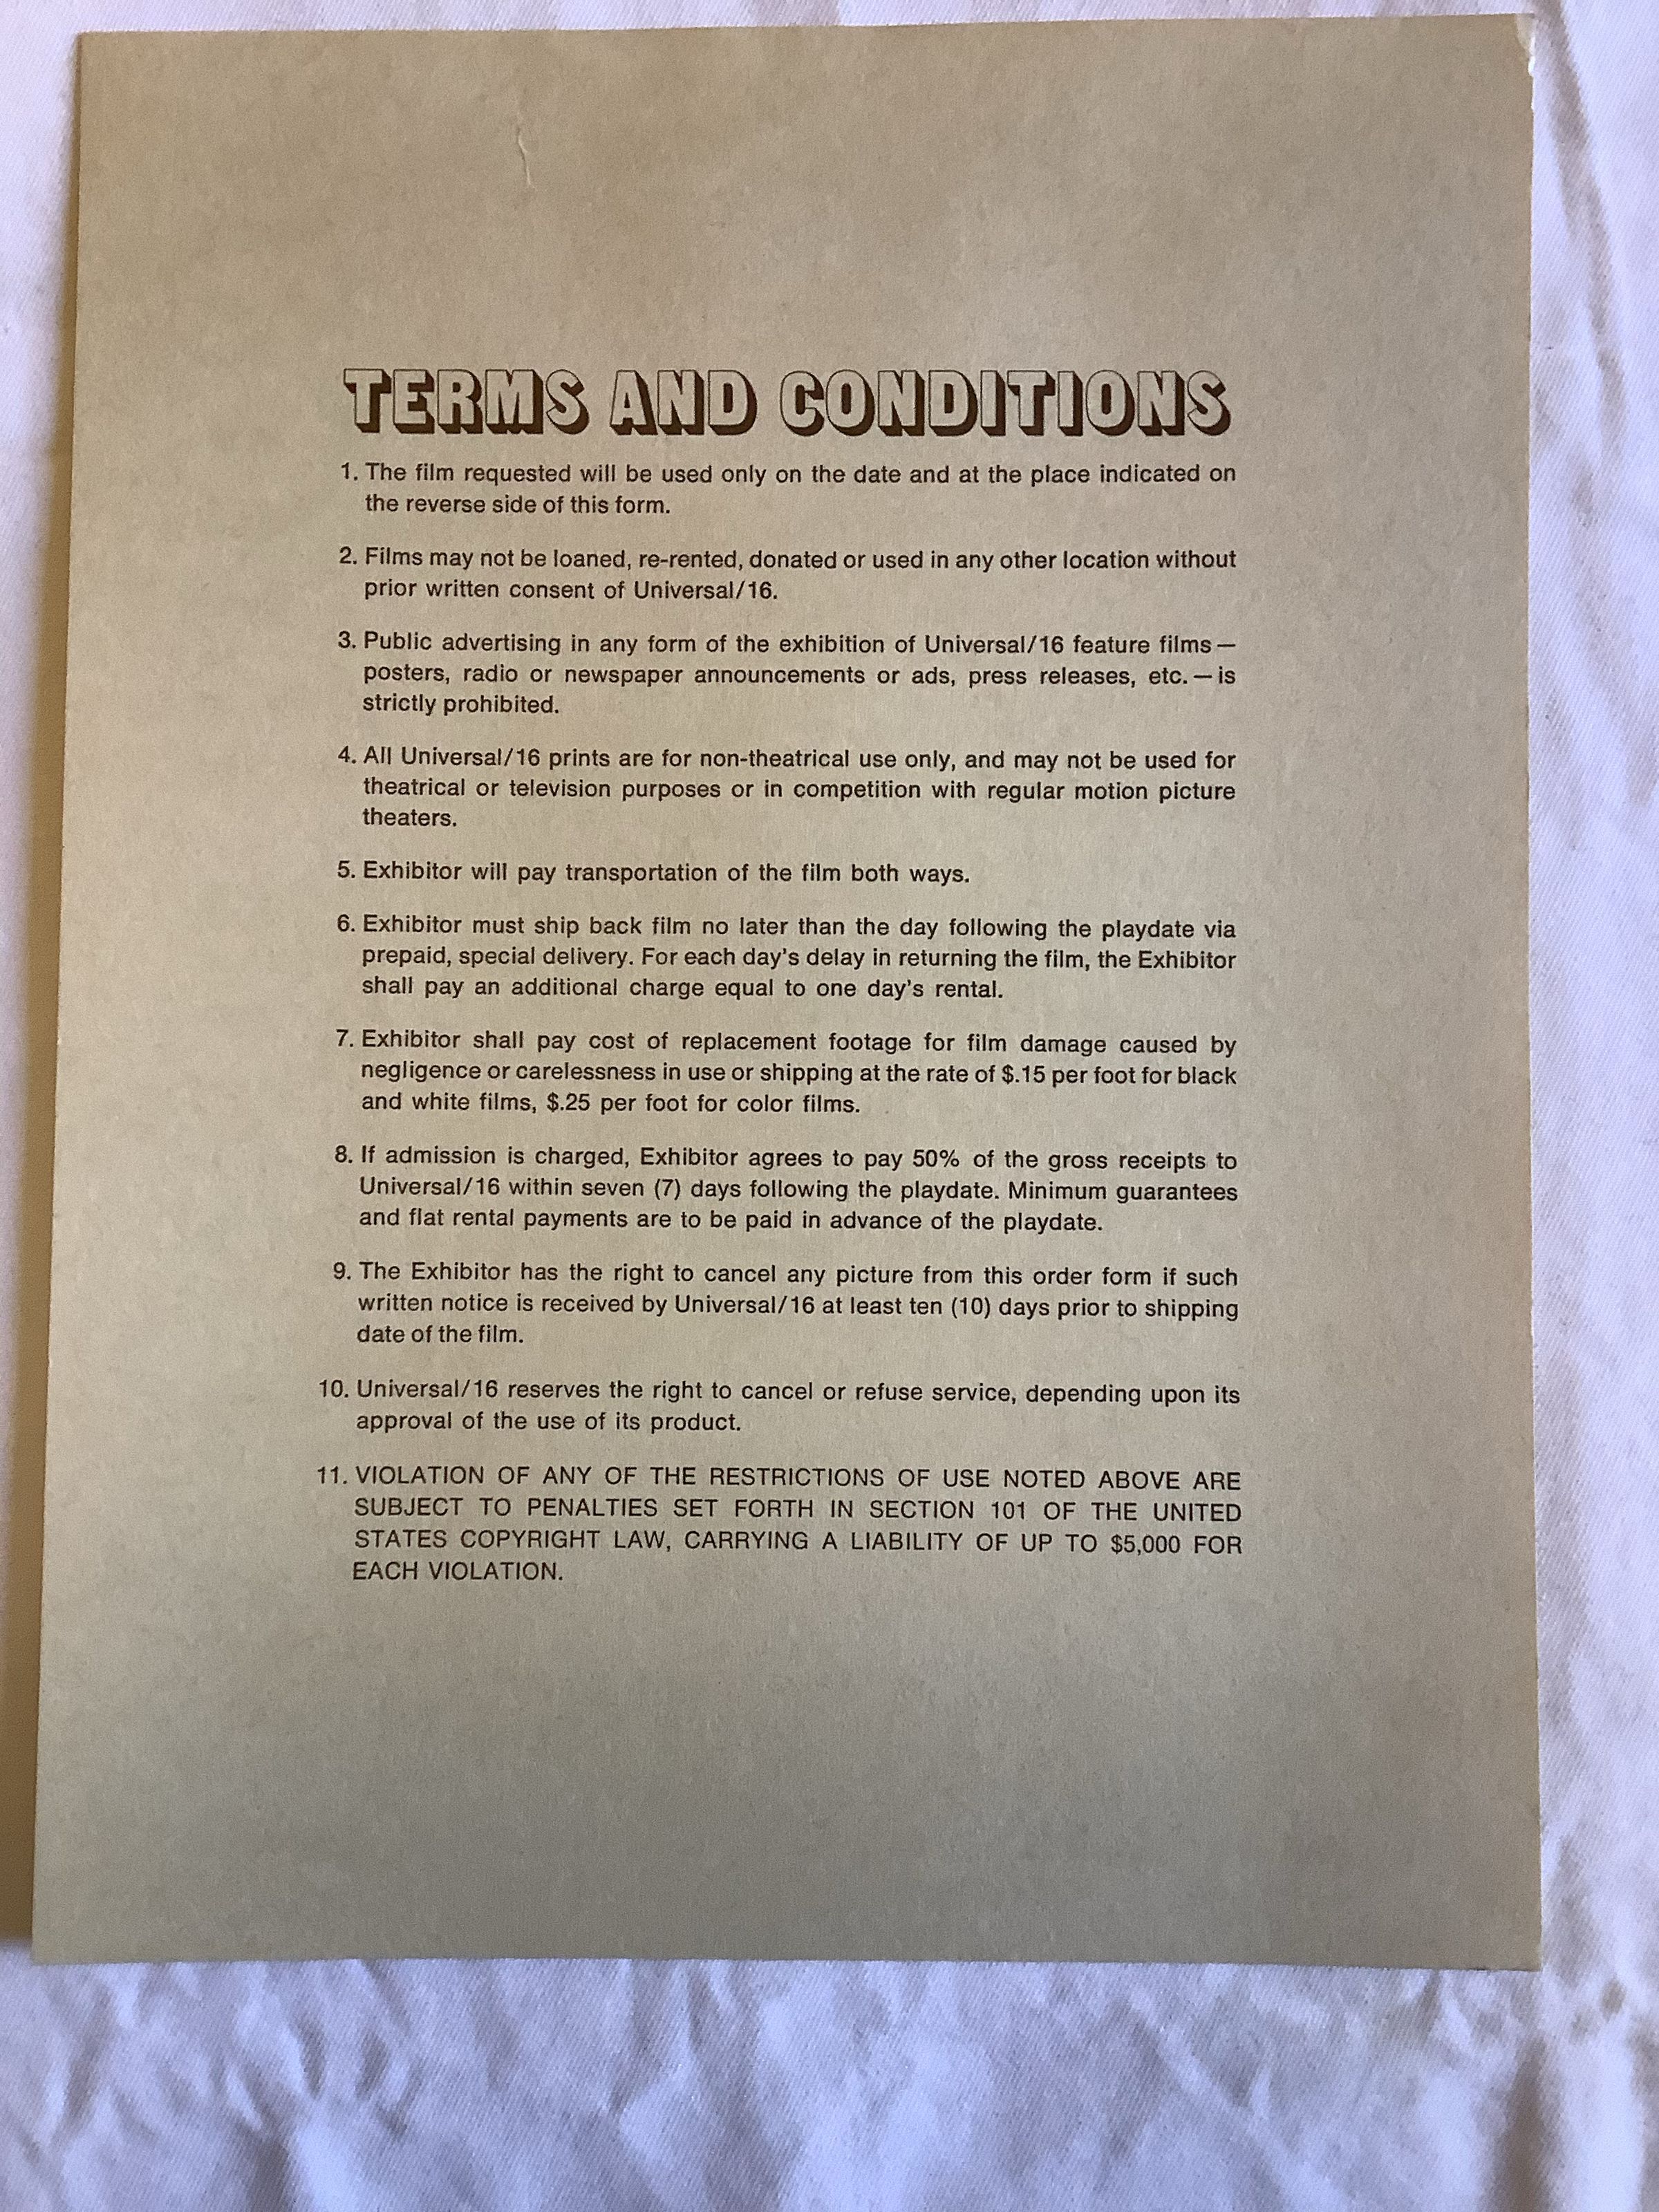 TERMS AND CONDITIONS
1. The film requested will be used only on the date and at the place indicated on
the reverse side of this form.
2. Films may not be loaned, re-rented, donated or used in any other location without
prior written consent of Universal/16.
3. Public advertising in any form of the exhibition of Universal/16 feature films—
posters, radio or newspaper announcements or ads, press releases, etc.—is
strictly prohibited.
4. All Universal/16 prints are for non-theatrical use only, and may not be used for
theatrical or television purposes or in competition with regular motion picture
theaters.
5. Exhibitor will pay transportation of the film both ways.
6. Exhibitor must ship back film no later than the day following the playdate via
prepaid, special delivery. For each day's delay in returning the film, the Exhibitor
shall pay an additional charge equal to one day's rental.
7. Exhibitor shall pay cost of replacement footage for film damage caused by
negligence or carelessness in use or shipping at the rate of $.15 per foot for black
and white films, $.25 per foot for color films.
8. If admission is charged, Exhibitor agrees to pay 50% of the gross receipts to
Universal/16 within seven (7) days following the playdate. Minimum guarantees
and flat rental payments are to be paid in advance of the playdate.
9. The Exhibitor has the right to cancel any picture from this order form if such
written notice is received by Universal/16 at least ten (10) days prior to shipping
date of the film.
10. Universal/16 reserves the right to cancel or refuse service, depending upon its
approval of the use of its product.
11. VIOLATION OF ANY OF THE RESTRICTIONS OF USE NOTED ABOVE ARE
SUBJECT TO PENALTIES SET FORTH IN SECTION 101 OF THE UNITED
STATES COPYRIGHT LAW, CARRYING A LIABILITY OF UP TO $5,000 FOR
EACH VIOLATION.